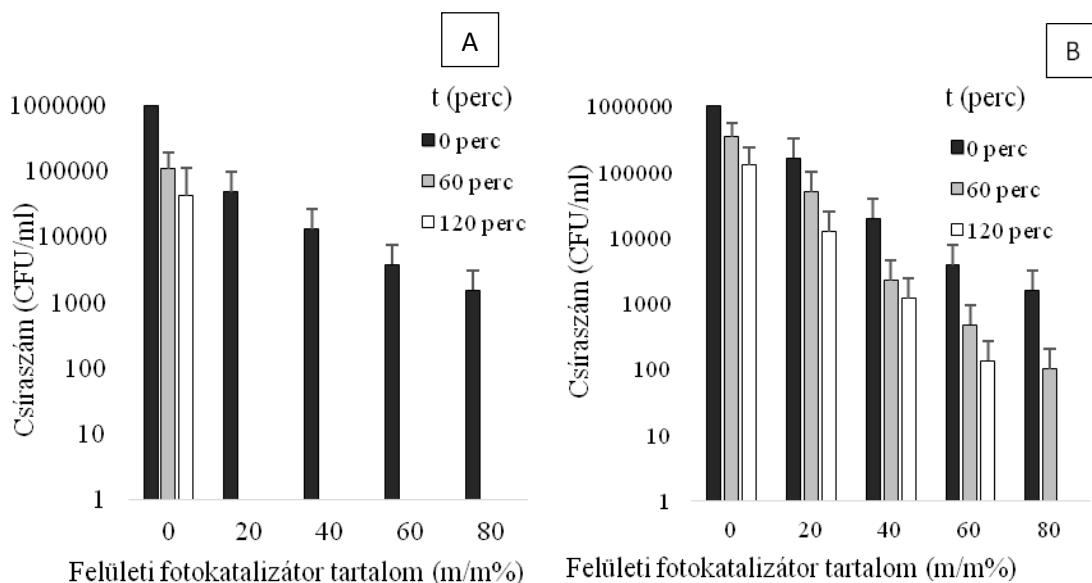 A
t (perc)
0 perc
60 perc
120 perc
Csíraszám (CFU/ml)
1000000
100000
10000
1000
100
10
1
0 20 40 60 80
Felületi fotokatalizátor tartalom (m/m%)
B
t (perc)
0 perc
60 perc
120 perc
Csíraszám (CFU/ml)
1000000
100000
10000
1000
100
10
1
0 20 40 60 80
Felületi fotokatalizátor tartalom (m/m%)